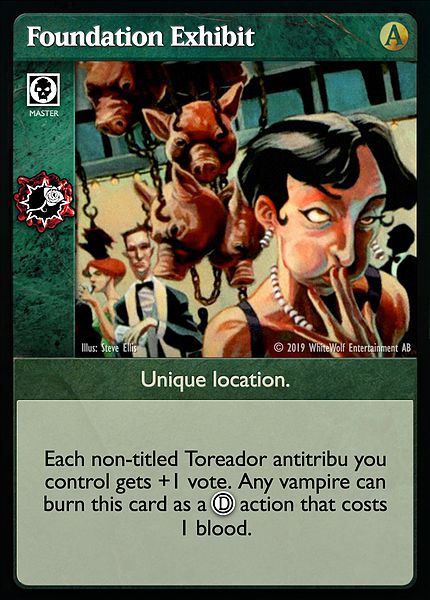 Foundation Exhibit
A
MASTER
Illus: Steve Ellis
© 2019 WhiteWolf Entertainment AB
Unique location.
Each non-titled Toreador antitribu you
control gets +1 vote. Any vampire can
burn this card as a D action that costs
1 blood.